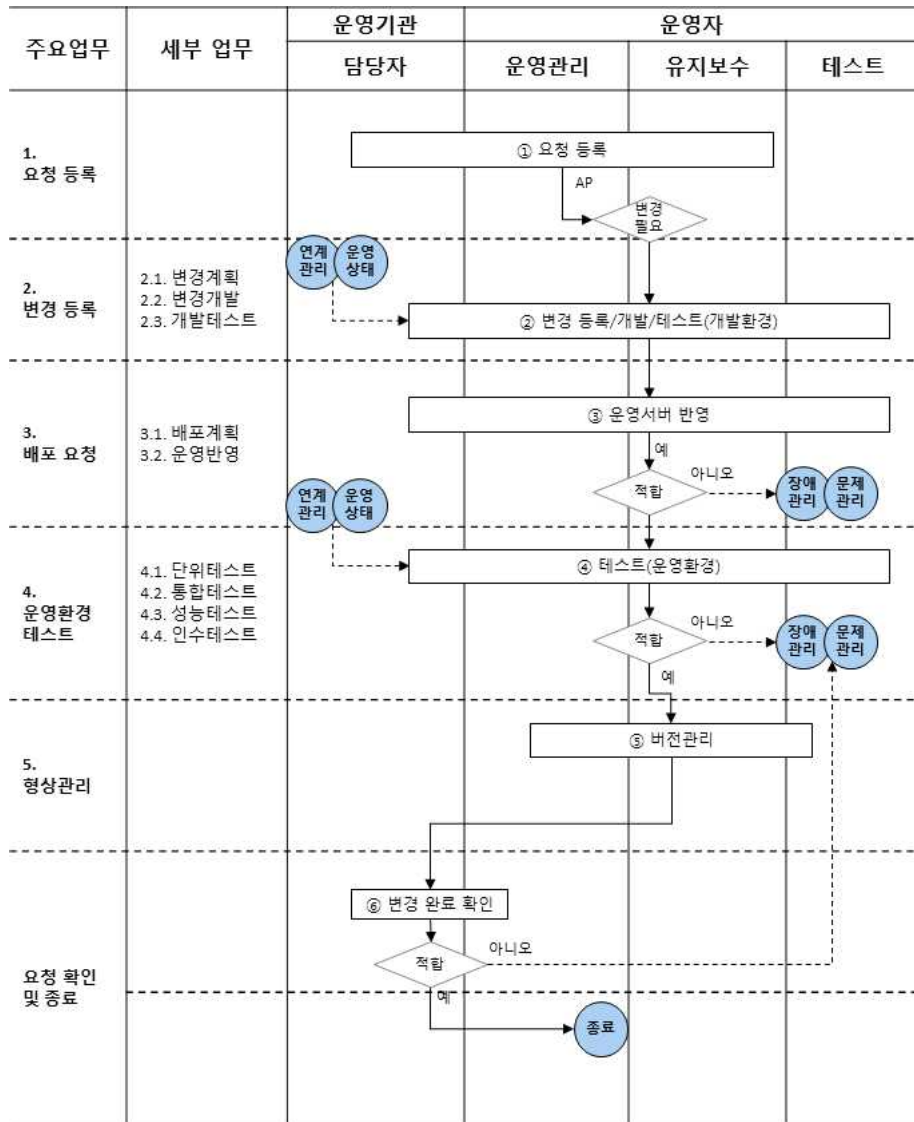 주요업무
세부 업무
운영기관
운영자
담당자
운영관리
유지보수
테스트
1.
요청 등록
① 요청 등록
AP
변경
필요
2.
변경 등록
2.1. 변경계획
2.2. 변경개발
2.3. 개발테스트
연계
관리
운영
상태
② 변경 등록/개발/테스트(개발환경)
3.
배포 요청
3.1. 배포계획
3.2. 운영반영
③ 운영서버 반영
예
아니오
적합
장애
관리
문제
관리
연계
관리
운영
상태
4.
운영환경
테스트
4.1. 단위테스트
4.2. 통합테스트
4.3. 성능테스트
4.4. 인수테스트
④ 테스트(운영환경)
아니오
적합
장애
관리
문제
관리
예
5.
형상관리
⑤ 버전관리
요청 확인
및 종료
⑥ 변경 완료 확인
적합
아니오
예
종료